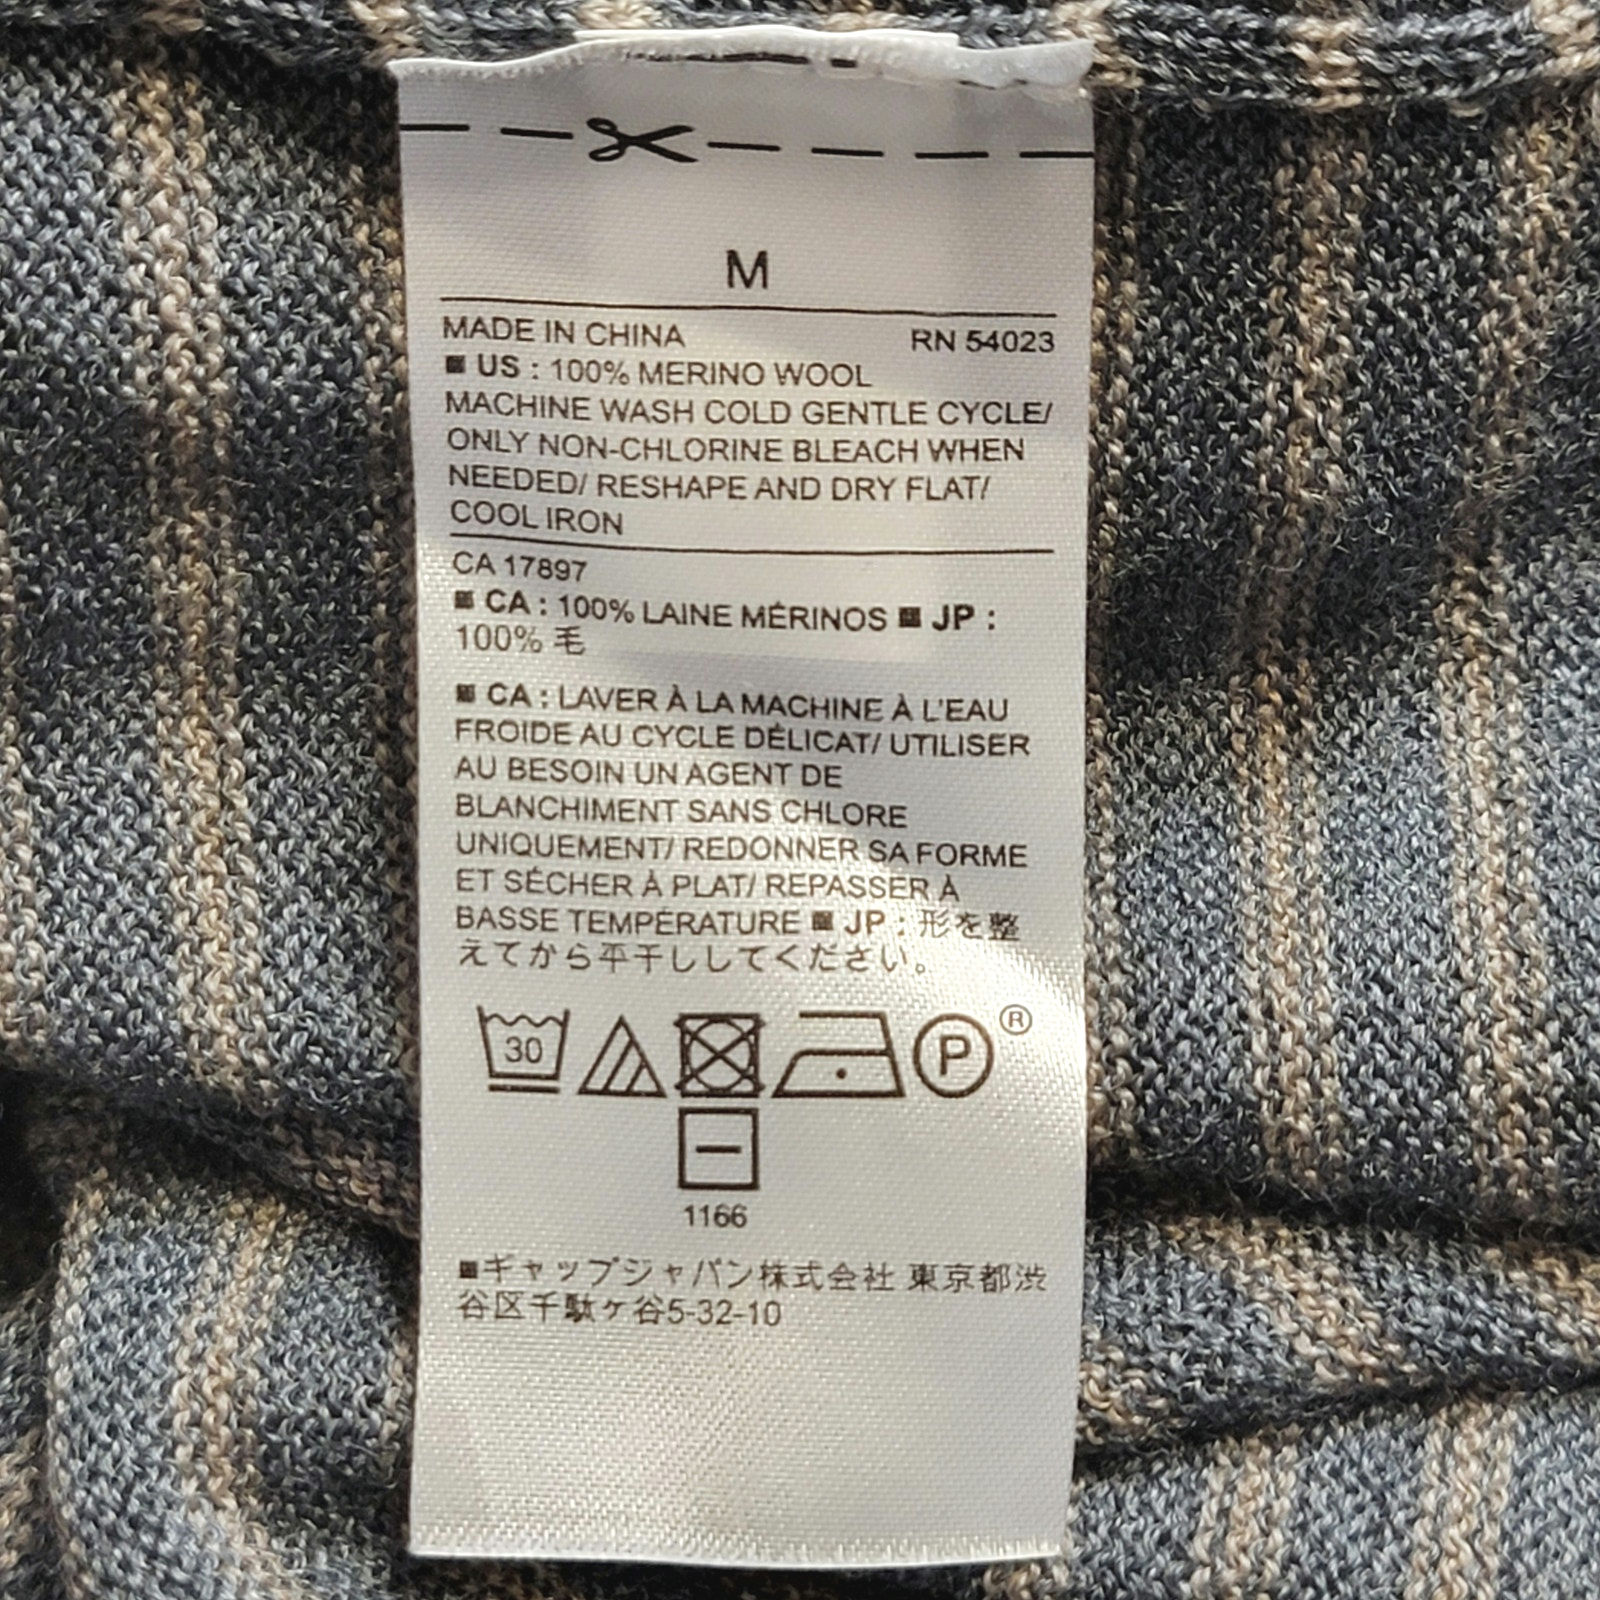 M
MADE IN CHINA RN 54023
■ US : 100% MERINO WOOL
MACHINE WASH COLD GENTLE CYCLE/
ONLY NON-CHLORINE BLEACH WHEN
NEEDED/ RESHAPE AND DRY FLAT/
COOL IRON
CA 17897
■ CA : 100% LAINE MÉRINOS ■ JP :
100% 毛
■ CA : LAVER À LA MACHINE À L'EAU
FROIDE AU CYCLE DÉLICAT/ UTILISER
AU BESOIN UN AGENT DE
BLANCHIMENT SANS CHLORE
UNIQUEMENT/ REDONNER SA FORME
ET SÉCHER À PLAT/ REPASSER À
BASSE TEMPÉRATURE ■ JP : 形を整
えてから平干ししてください。
30 P ®
1166
■ギャップジャパン株式会社 東京都渋
谷区千駄ヶ谷5-32-10